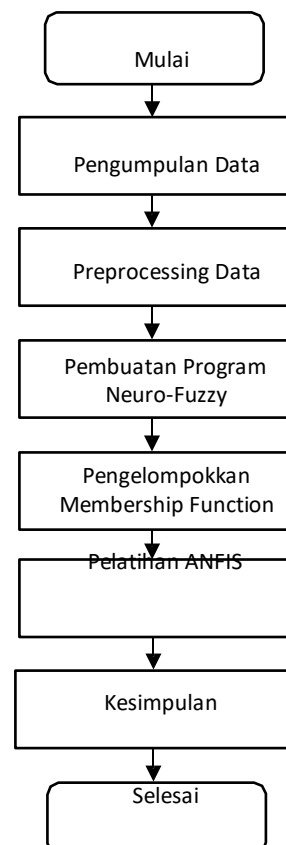 Mulai
Pengumpulan Data
Preprocessing Data
Pembuatan Program
Neuro-Fuzzy
Pengelompokkan
Membership Function
Pelatihan ANFIS
Kesimpulan
Selesai